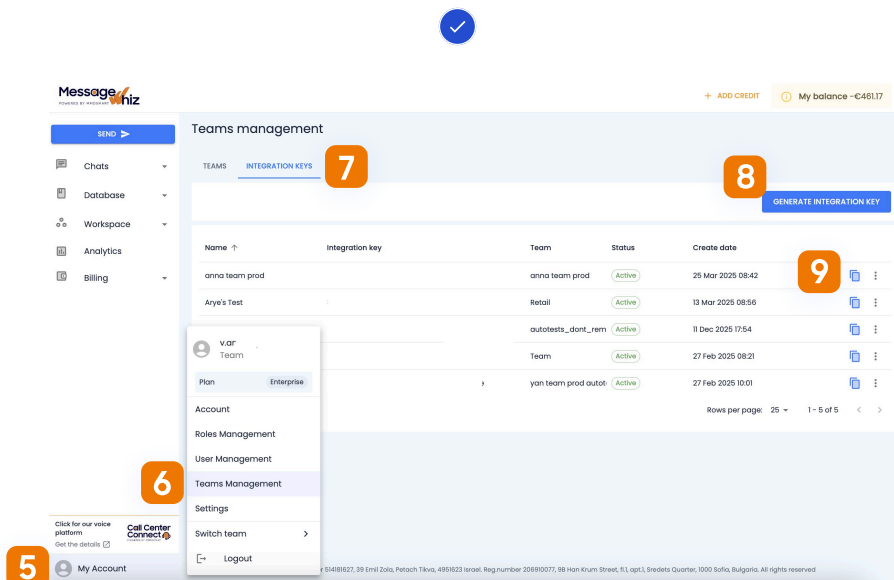 MessageWhiz
POWERED BY MMDSMART
+ ADD CREDIT
My balance -€461.17
SEND
Teams management
Chats
Database
Workspace
Analytics
Billing
TEAMS
INTEGRATION KEYS
7
8
GENERATE INTEGRATION KEY
Name ↑ Integration key Team Status Create date
anna team prod anna team prod Active 25 Mar 2025 08:42
9
Arye's Test Retail Active 13 Mar 2025 08:56
autotests_dont_rem Active 11 Dec 2025 17:54
Team Active 27 Feb 2025 08:21
yan team prod autot Active 27 Feb 2025 10:01
Rows per page: 25 1 - 5 of 5
v.ar
Team
Plan Enterprise
Account
Roles Management
User Management
6
Teams Management
Settings
Switch team
Logout
Click for our voice
platform
Get the details
Call Center
Connect
5
My Account
514181627, 39 Emil Zola, Petach Tikva, 4951623 Israel. Reg.number 206910077, 9B Han Krum Street, fl.1, apt.1, Sredets Quarter, 1000 Sofia, Bulgaria. All rights reserved